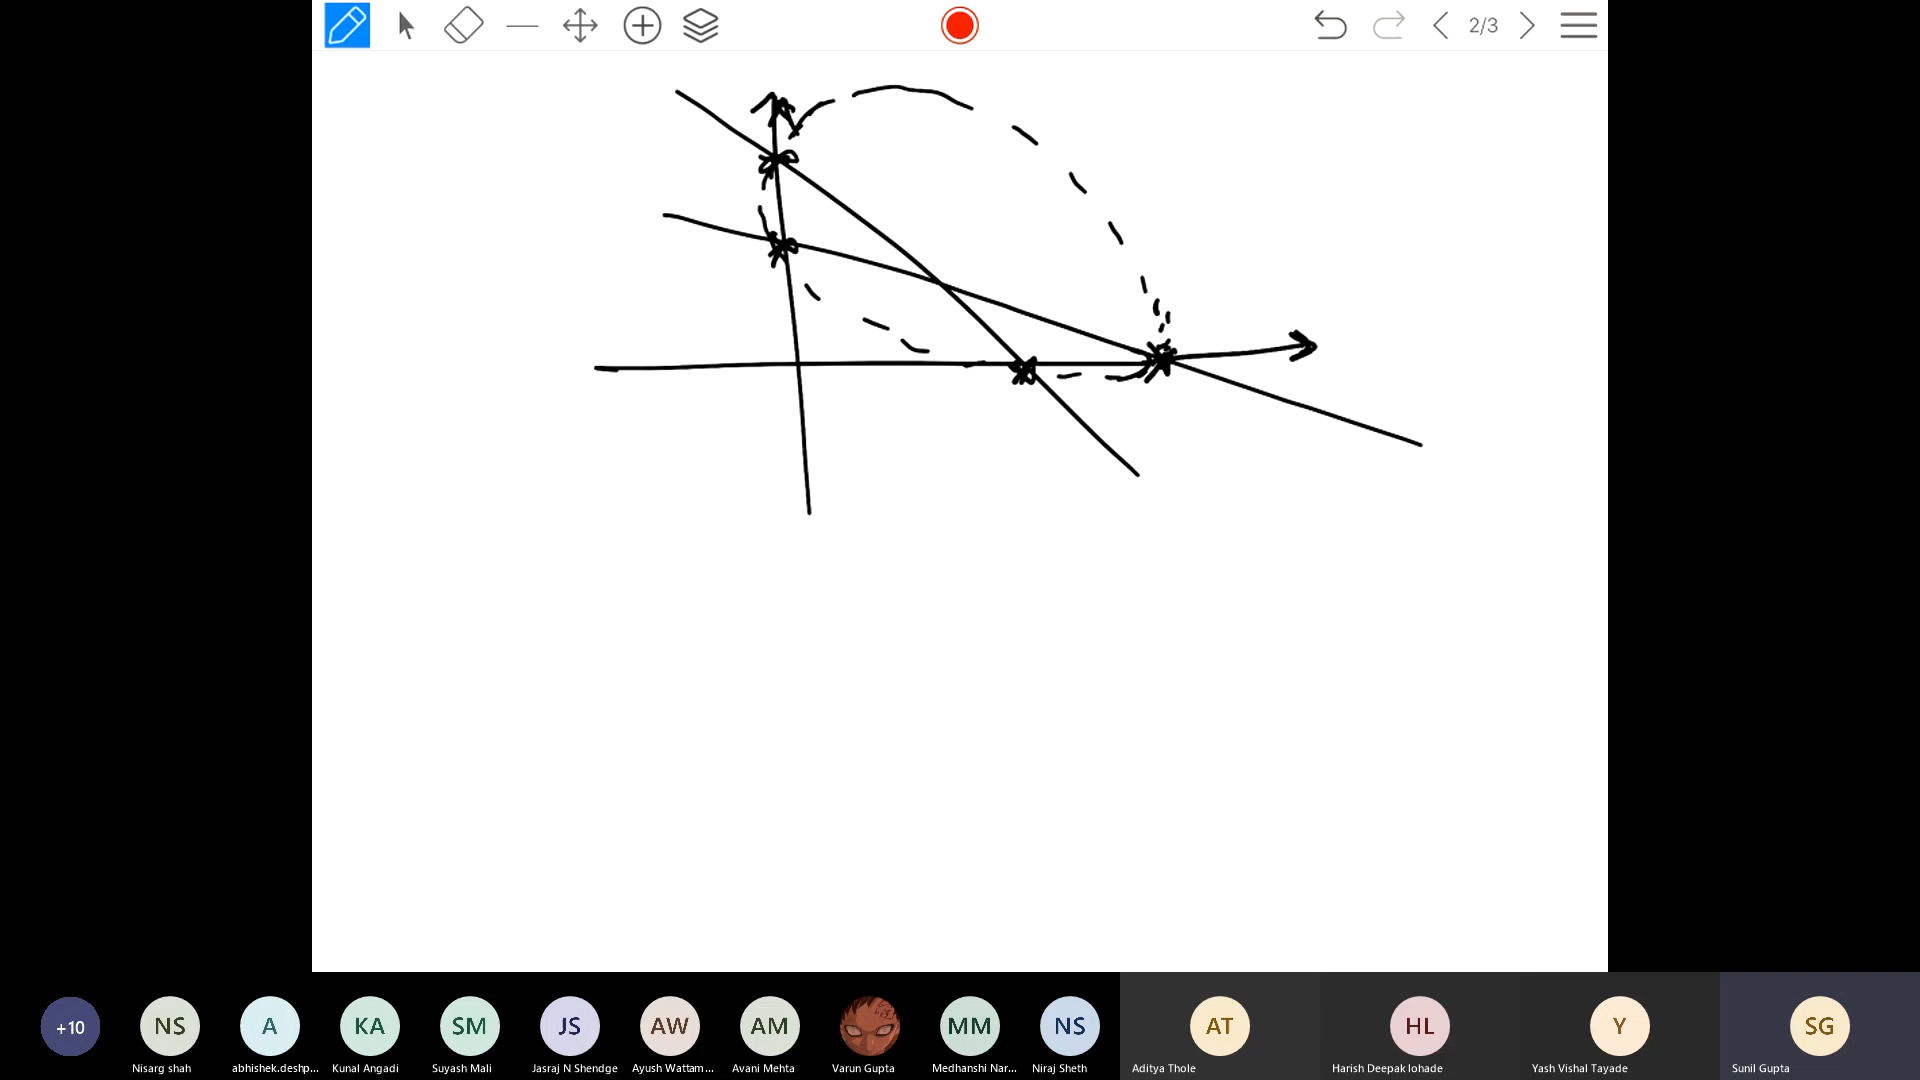 2/3
+10
NS
A
KA
SM
JS
AW
AM
MM
NS
AT
HL
Y
SG
Nisarg shah
abhishek.deshp...
Kunal Angadi
Suyash Mali
Jasraj N Shendge
Ayush Wattam...
Avani Mehta
Varun Gupta
Medhanshi Nar...
Niraj Sheth
Aditya Thole
Harish Deepak lohade
Yash Vishal Tayade
Sunil Gupta